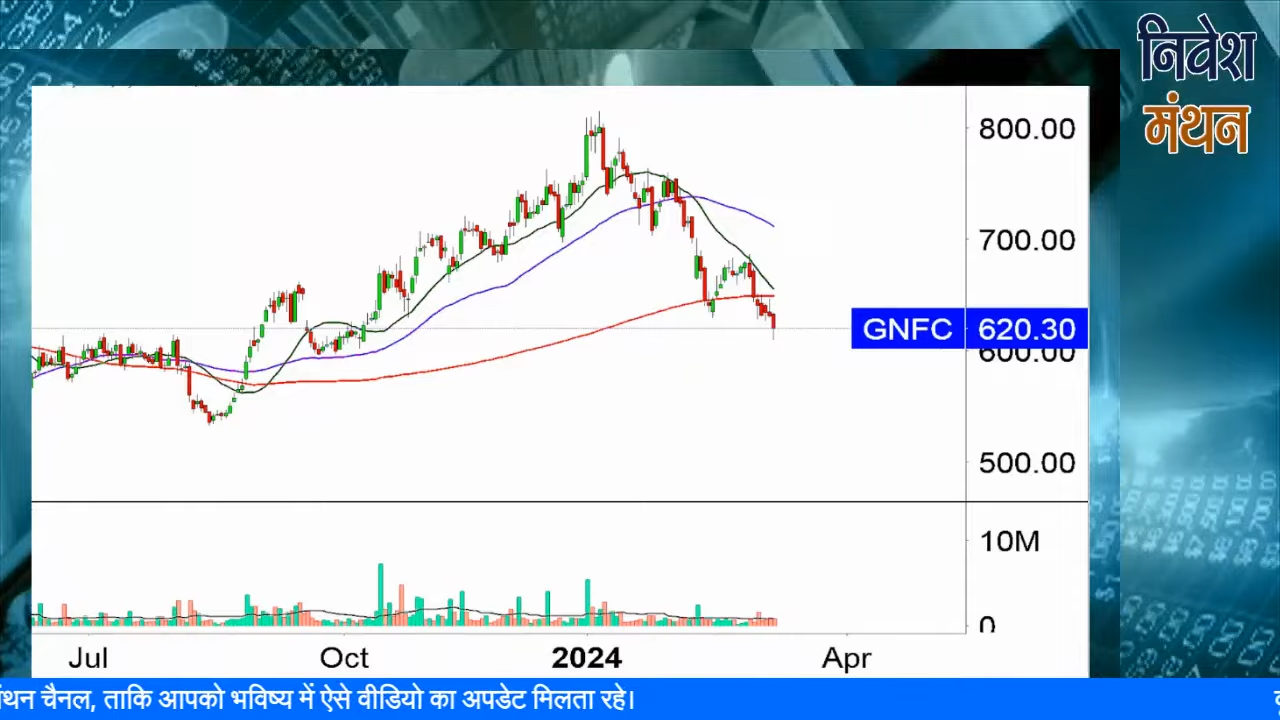 निवेश
मंथन
800.00
700.00
GNFC 620.30
600.00
500.00
10M
0
Jul Oct 2024 Apr
मंथन चैनल, ताकि आपको भविष्य में ऐसे वीडियो का अपडेट मिलता रहे।